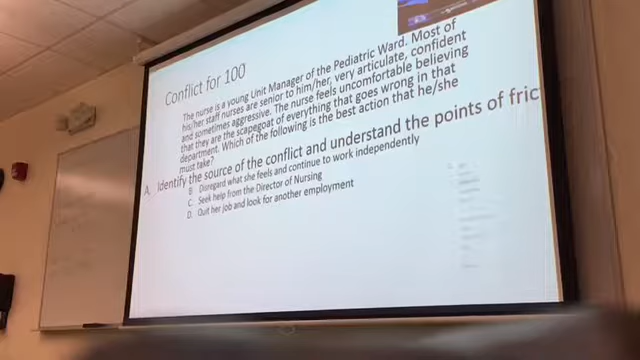 Conflict for 100
The nurse is a young Unit Manager of the Pediatric Ward. Most of
his/her staff nurses are senior to him/her, very articulate, confident
and sometimes aggressive. The nurse feels uncomfortable believing
that they are the scapegoat of everything that goes wrong in that
department. Which of the following is the best action that he/she
must take?
A. Identify the source of the conflict and understand the points of fric
B. Disregard what she feels and continue to work independently
C. Seek help from the Director of Nursing
D. Quit her job and look for another employment